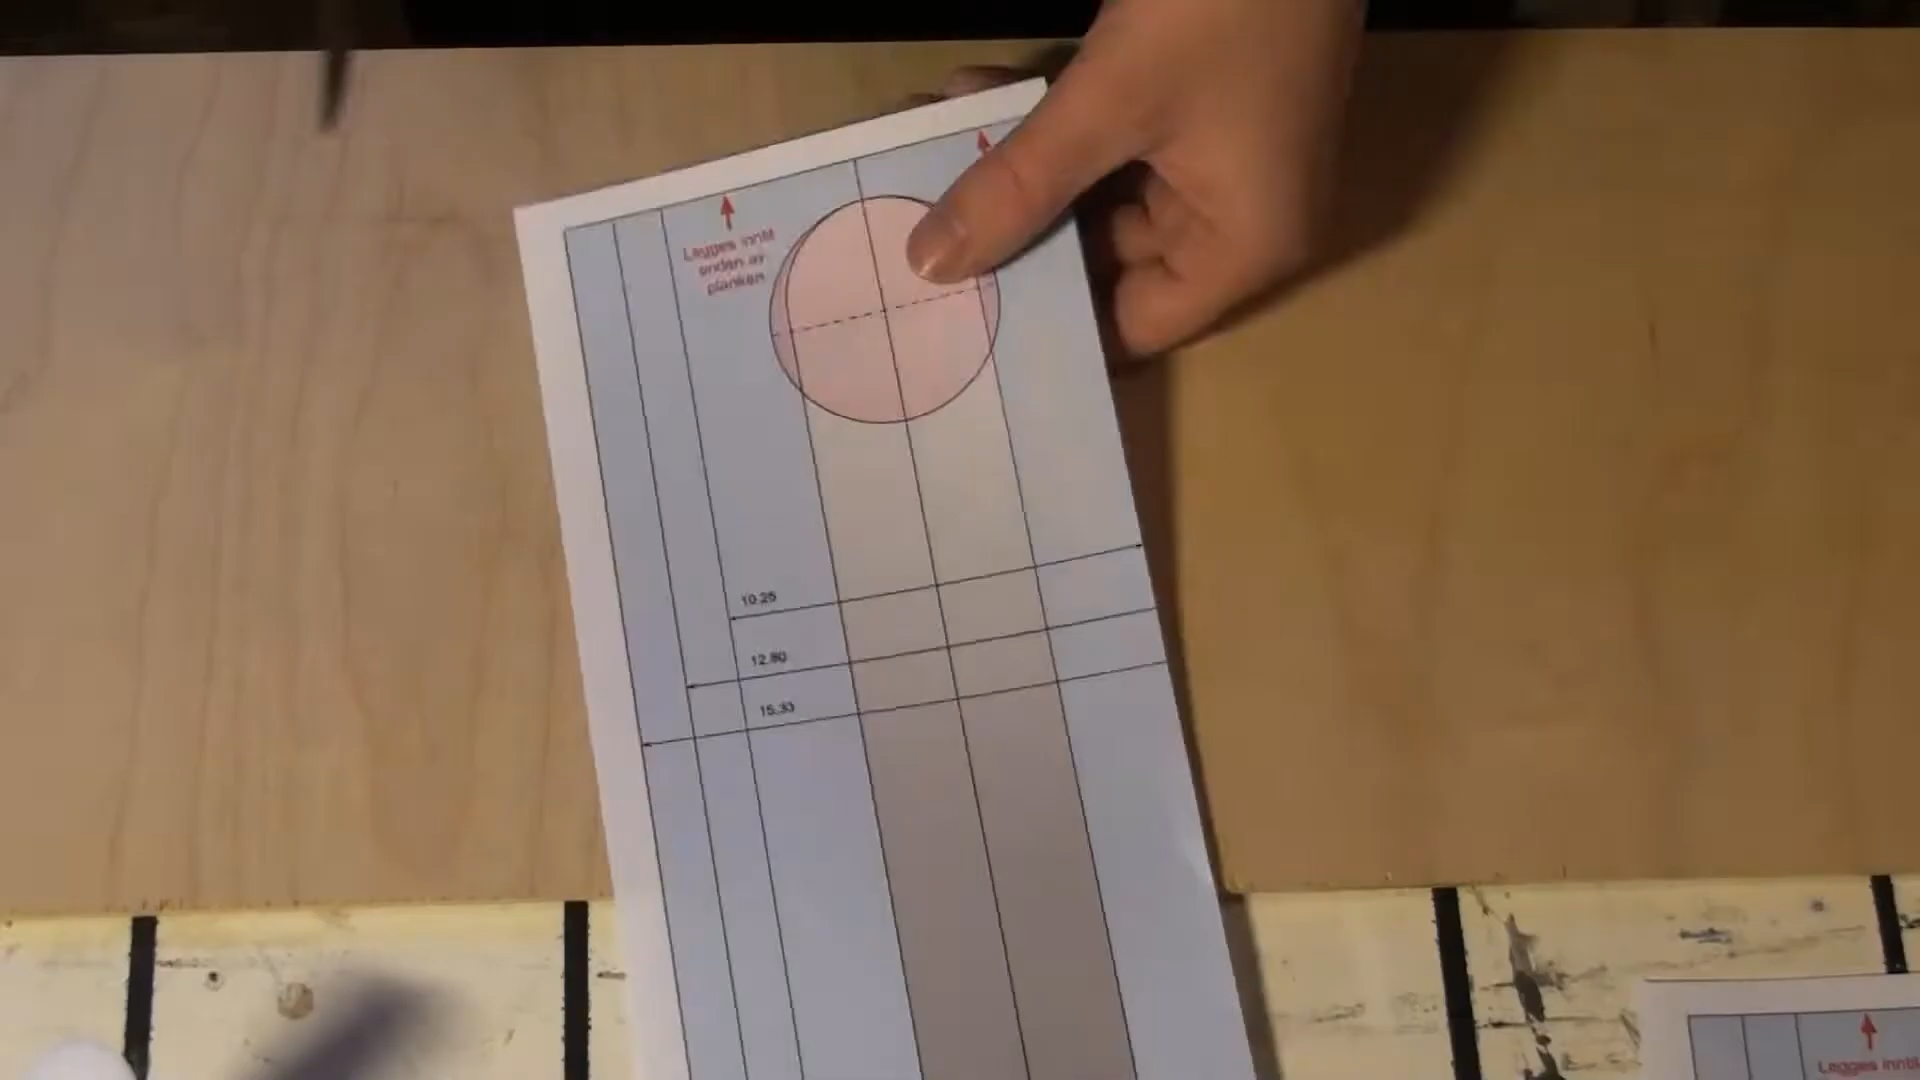 Legges inntil
enden av
planken
10.25
12.80
15.33
Legges inntil